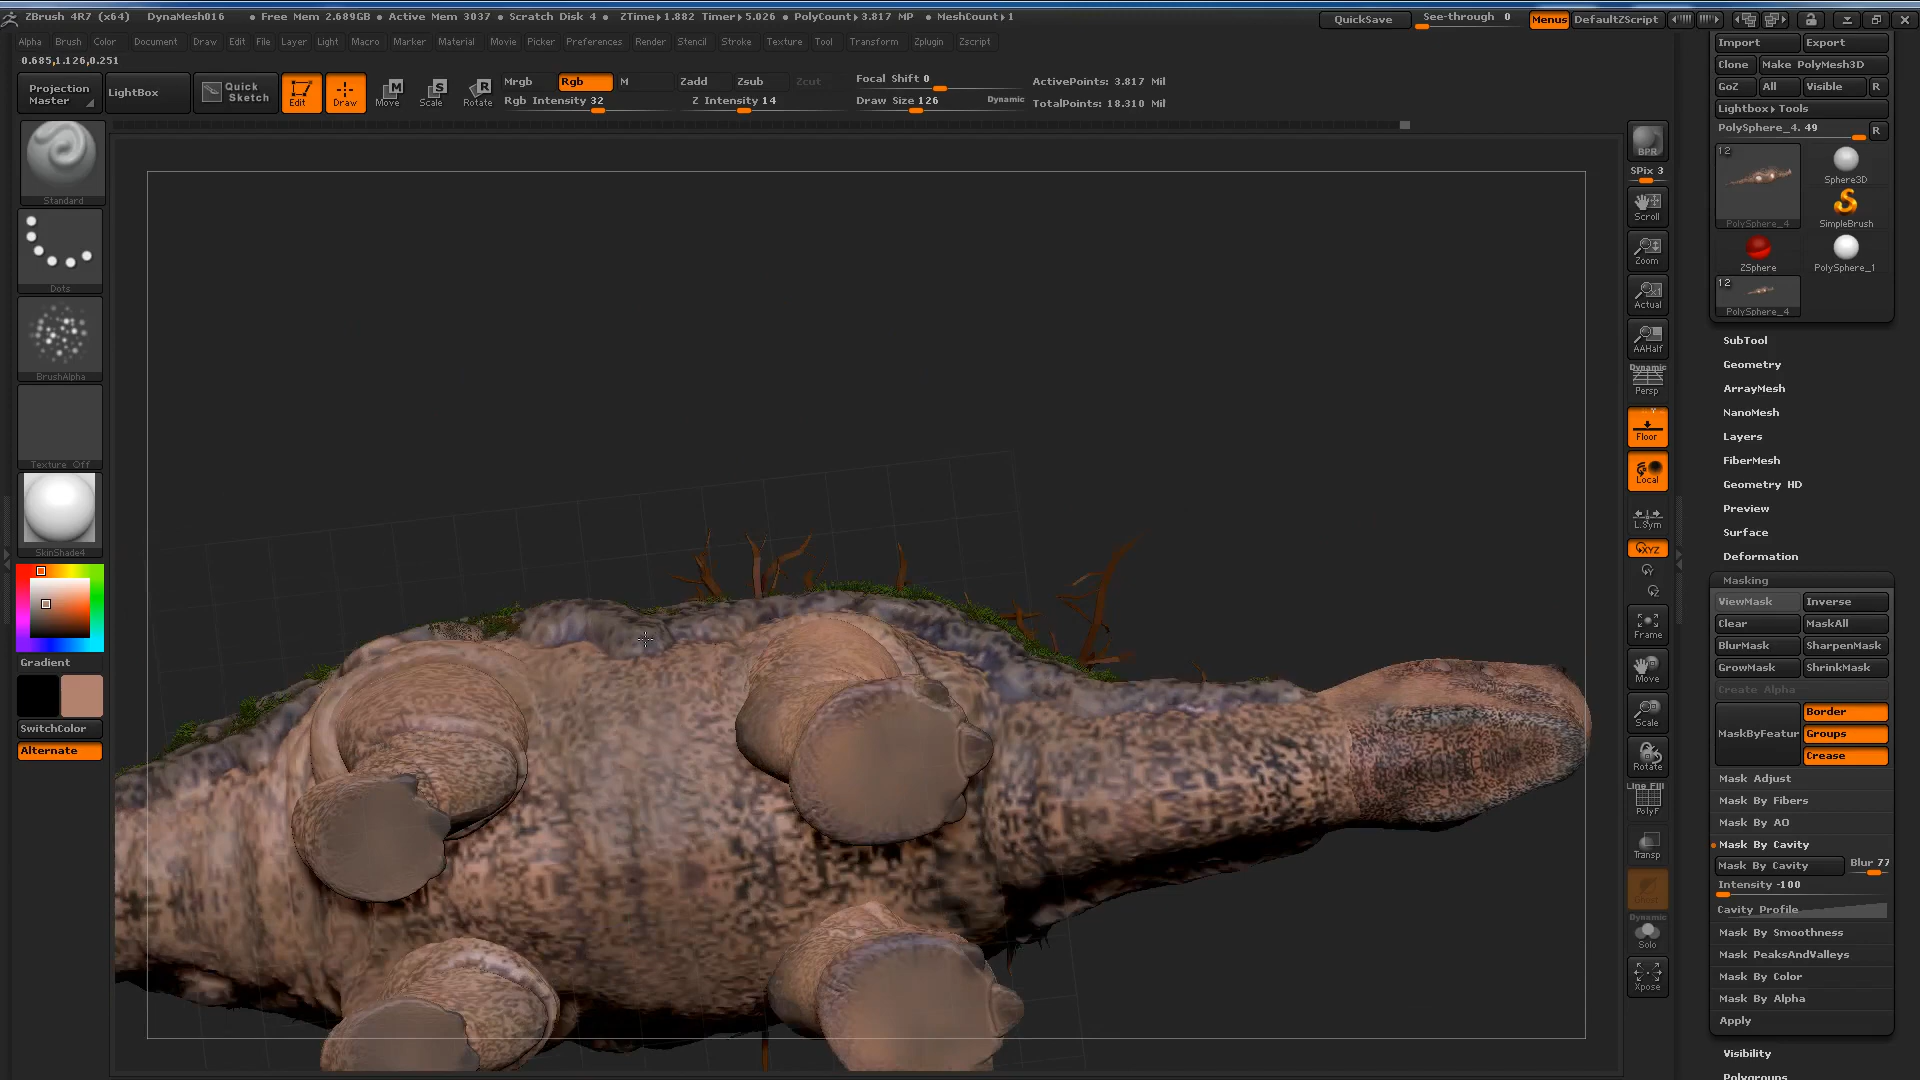 ZBrush 4R7 (x64) DynaMesh016 • Free Mem 2.689GB • Active Mem 3037 • Scratch Disk 4 • ZTime▸1.882 Timer▸5.026 • PolyCount▸3.817 MP • MeshCount▸1 QuickSave See-through 0 Menus DefaultZScript
Alpha Brush Color Document Draw Edit File Layer Light Macro Marker Material Movie Picker Preferences Render Stencil Stroke Texture Tool Transform Zplugin Zscript
0.685,1.126,0.251
Projection Master
LightBox
Quick Sketch
Edit
Draw
Move
Scale
Rotate
Mrgb Rgb M Zadd Zsub Zcut
Rgb Intensity 32 Z Intensity 14
Focal Shift 0
Draw Size 126 Dynamic
ActivePoints: 3.817 Mil
TotalPoints: 18.310 Mil
Standard
Dots
BrushAlpha
Texture Off
SkinShade4
Gradient
SwitchColor
Alternate
BPR
SPix 3
Scroll
Zoom
Actual
AAHalf
Dynamic
Persp
Floor
Local
L.Sym
XYZ
Frame
Move
Scale
Rotate
Line Fill
PolyF
Transp
Ghost
Dynamic
Solo
Xpose
Import Export
Clone Make PolyMesh3D
GoZ All Visible R
Lightbox▸Tools
PolySphere_4. 49 R
12
PolySphere_4
Sphere3D
SimpleBrush
ZSphere
PolySphere_1
12
PolySphere_4
SubTool
Geometry
ArrayMesh
NanoMesh
Layers
FiberMesh
Geometry HD
Preview
Surface
Deformation
Masking
ViewMask Inverse
Clear MaskAll
BlurMask SharpenMask
GrowMask ShrinkMask
Create Alpha
MaskByFeatur
Border
Groups
Crease
Mask Adjust
Mask By Fibers
Mask By AO
Mask By Cavity
Mask By Cavity Blur 77
Intensity -100
Cavity Profile
Mask By Smoothness
Mask PeaksAndValleys
Mask By Color
Mask By Alpha
Apply
Visibility
Polygroups